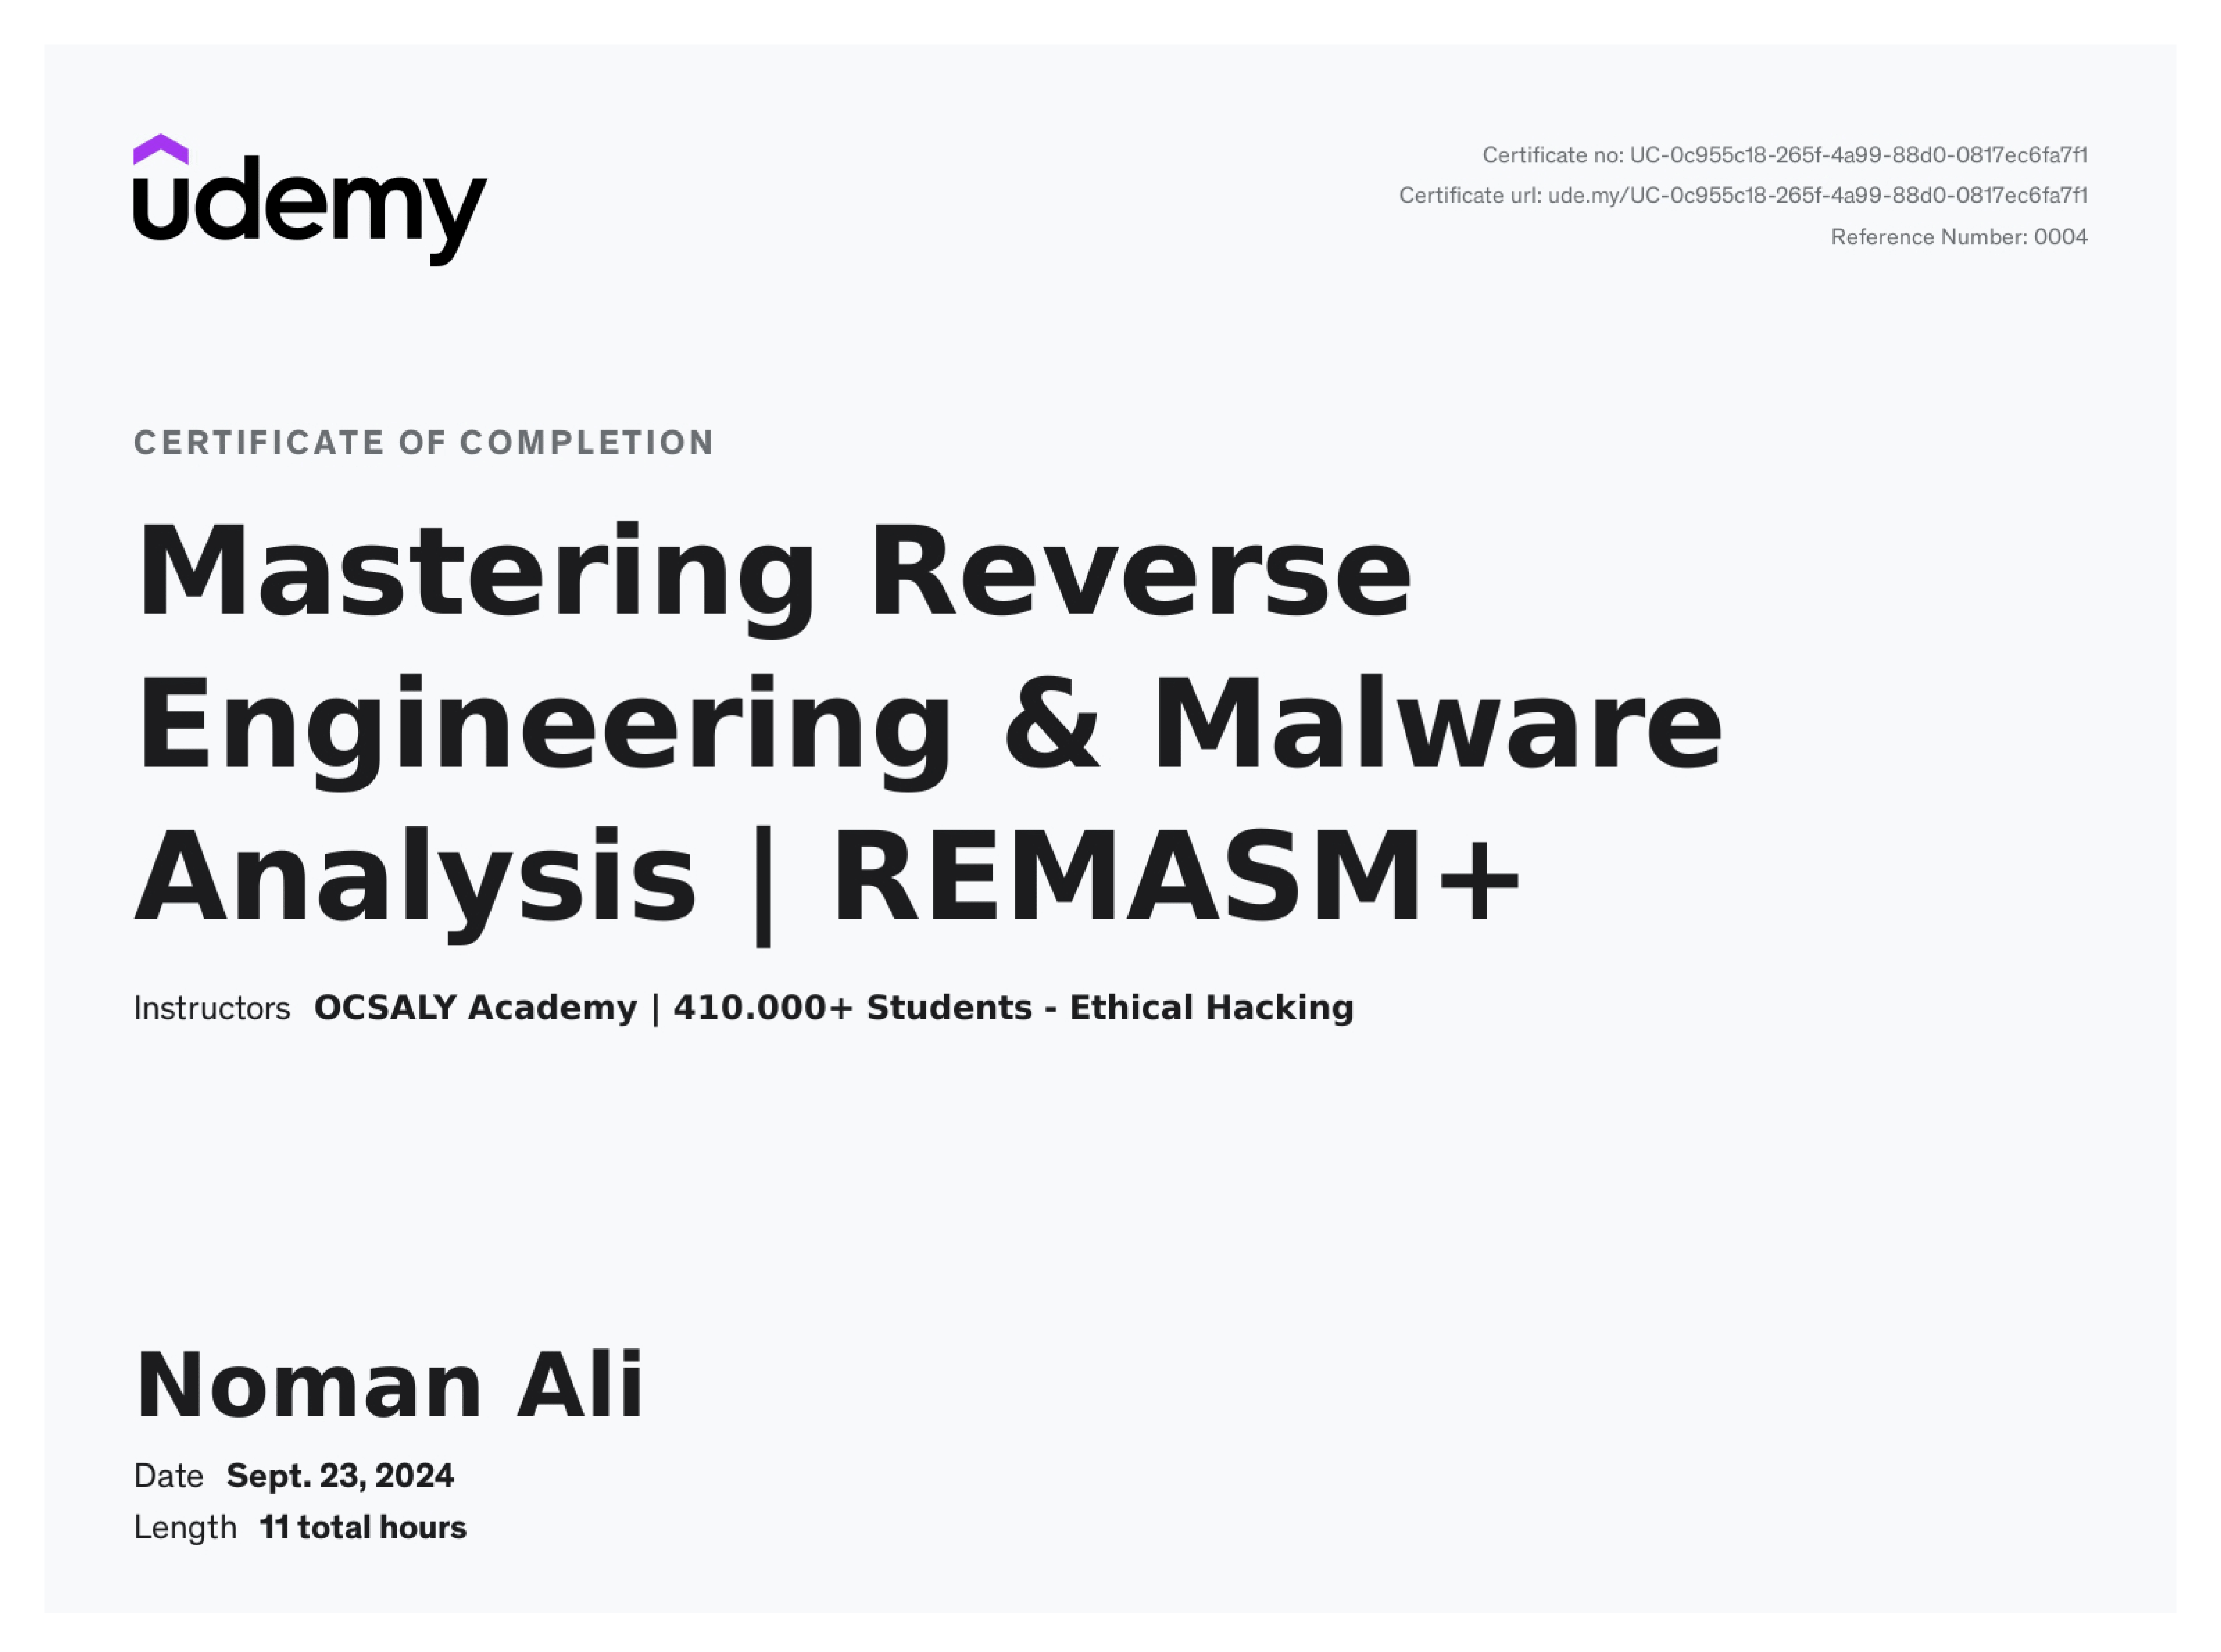 udemy
Certificate no: UC-0c955c18-265f-4a99-88d0-0817ec6fa7f1
Certificate url: ude.my/UC-0c955c18-265f-4a99-88d0-0817ec6fa7f1
Reference Number: 0004
CERTIFICATE OF COMPLETION
Mastering Reverse
Engineering & Malware
Analysis | REMASM+
Instructors OCSALY Academy | 410.000+ Students - Ethical Hacking
Noman Ali
Date Sept. 23, 2024
Length 11 total hours